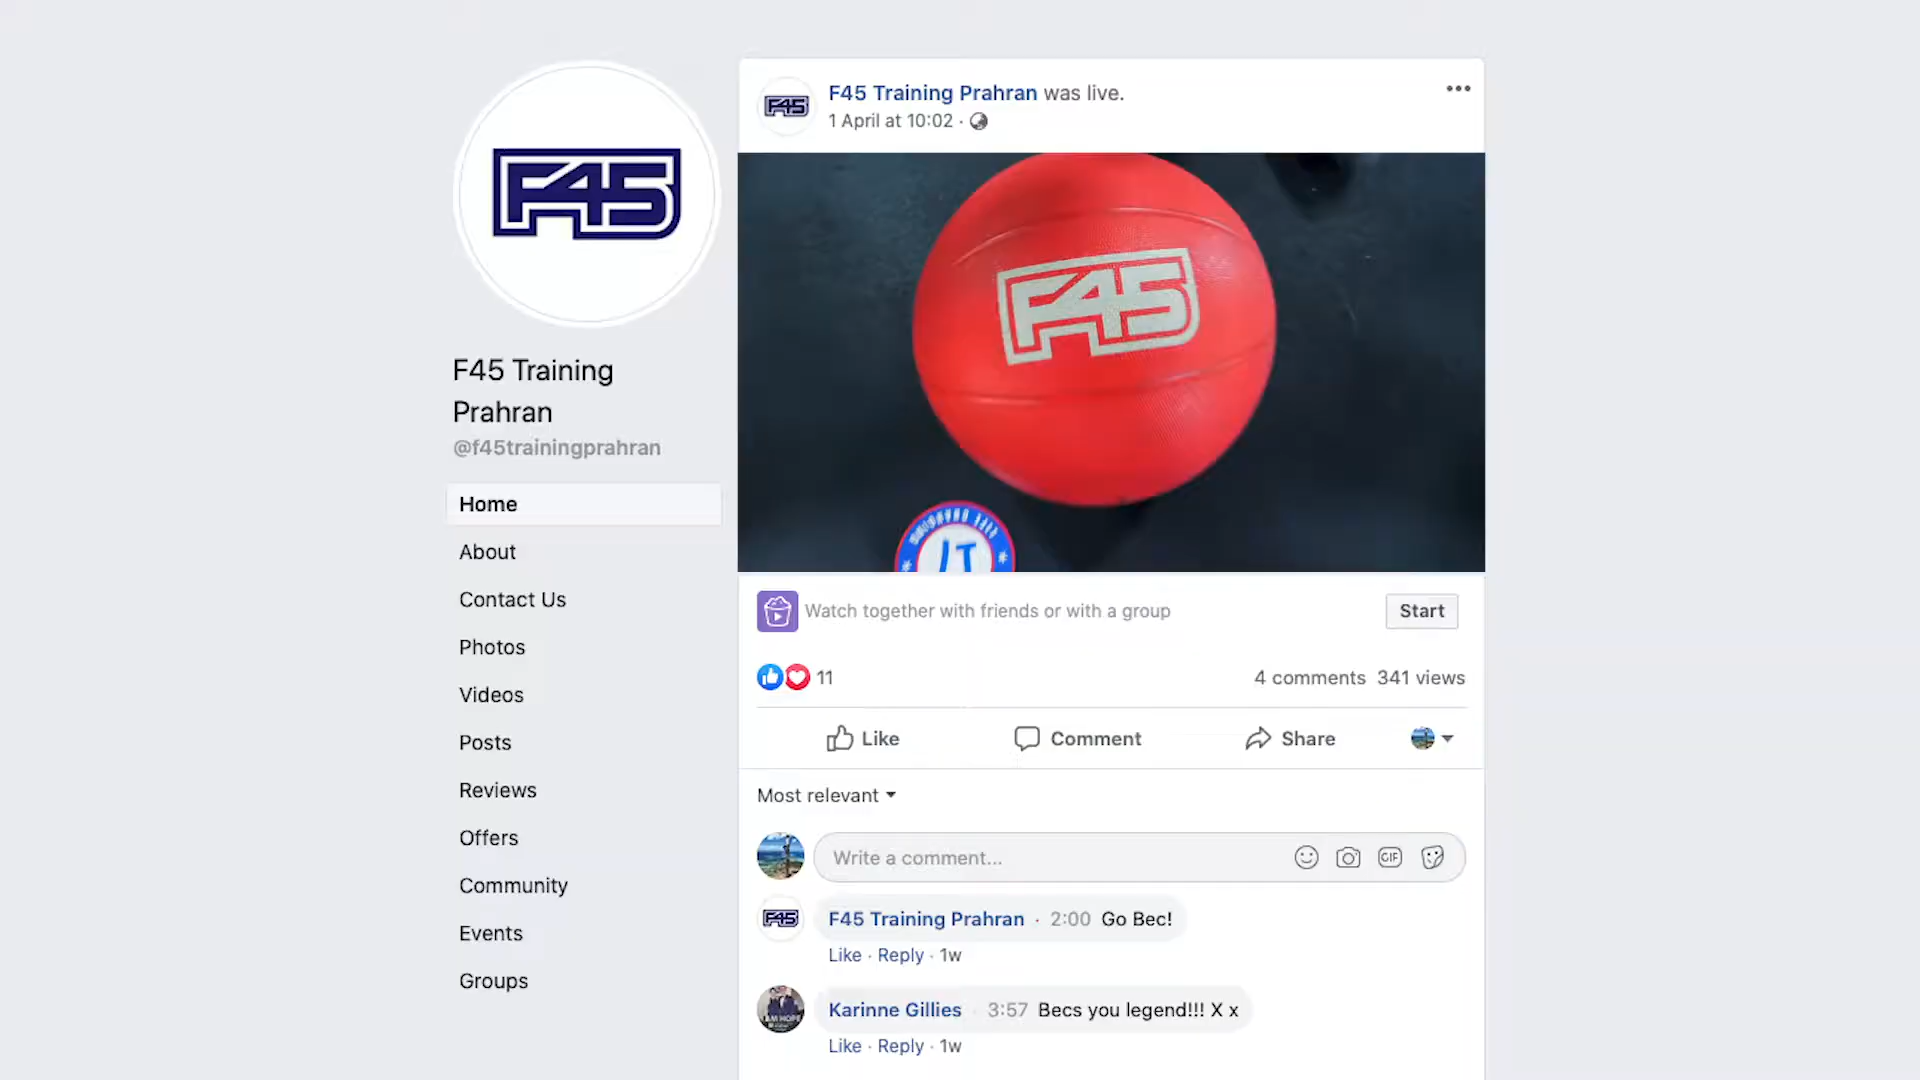 F45
F45 Training
Prahran
@f45trainingprahran
Home
About
Contact Us
Photos
Videos
Posts
Reviews
Offers
Community
Events
Groups
F45
F45 Training Prahran was live.
1 April at 10:02 ·
F45
Watch together with friends or with a group
Start
11
4 comments 341 views
Like
Comment
Share
Most relevant
Write a comment...
GIF
F45
F45 Training Prahran · 2:00 Go Bec!
Like · Reply · 1w
Karinne Gillies · 3:57 Becs you legend!!! X x
Like · Reply · 1w